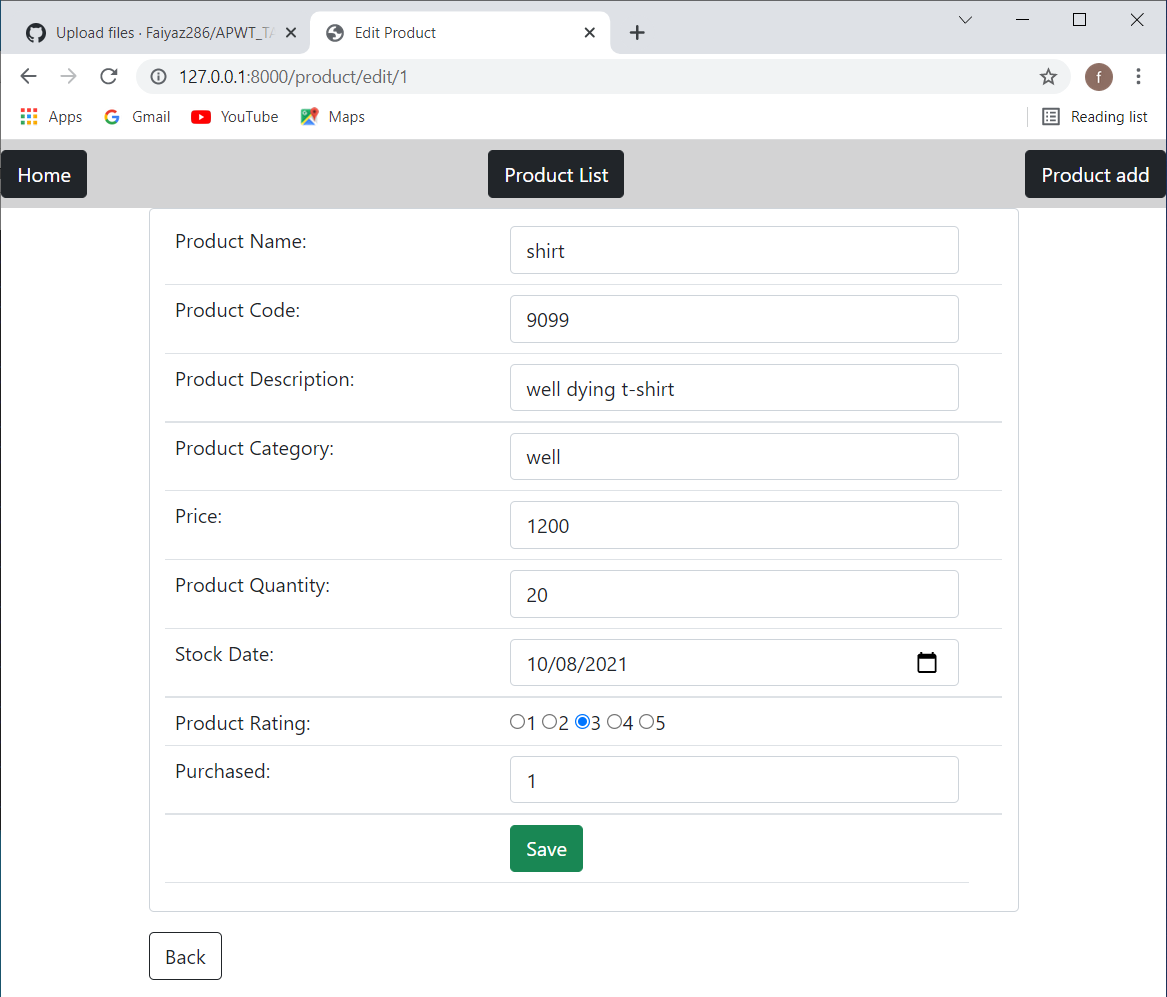 Upload files · Faiyaz286/APWT_TA
Edit Product
127.0.0.1:8000/product/edit/1
f
Apps Gmail YouTube Maps Reading list
Home Product List Product add
Product Name: shirt
Product Code: 9099
Product Description: well dying t-shirt
Product Category: well
Price: 1200
Product Quantity: 20
Stock Date: 10/08/2021
Product Rating: 1 2 3 4 5
Purchased: 1
Save
Back